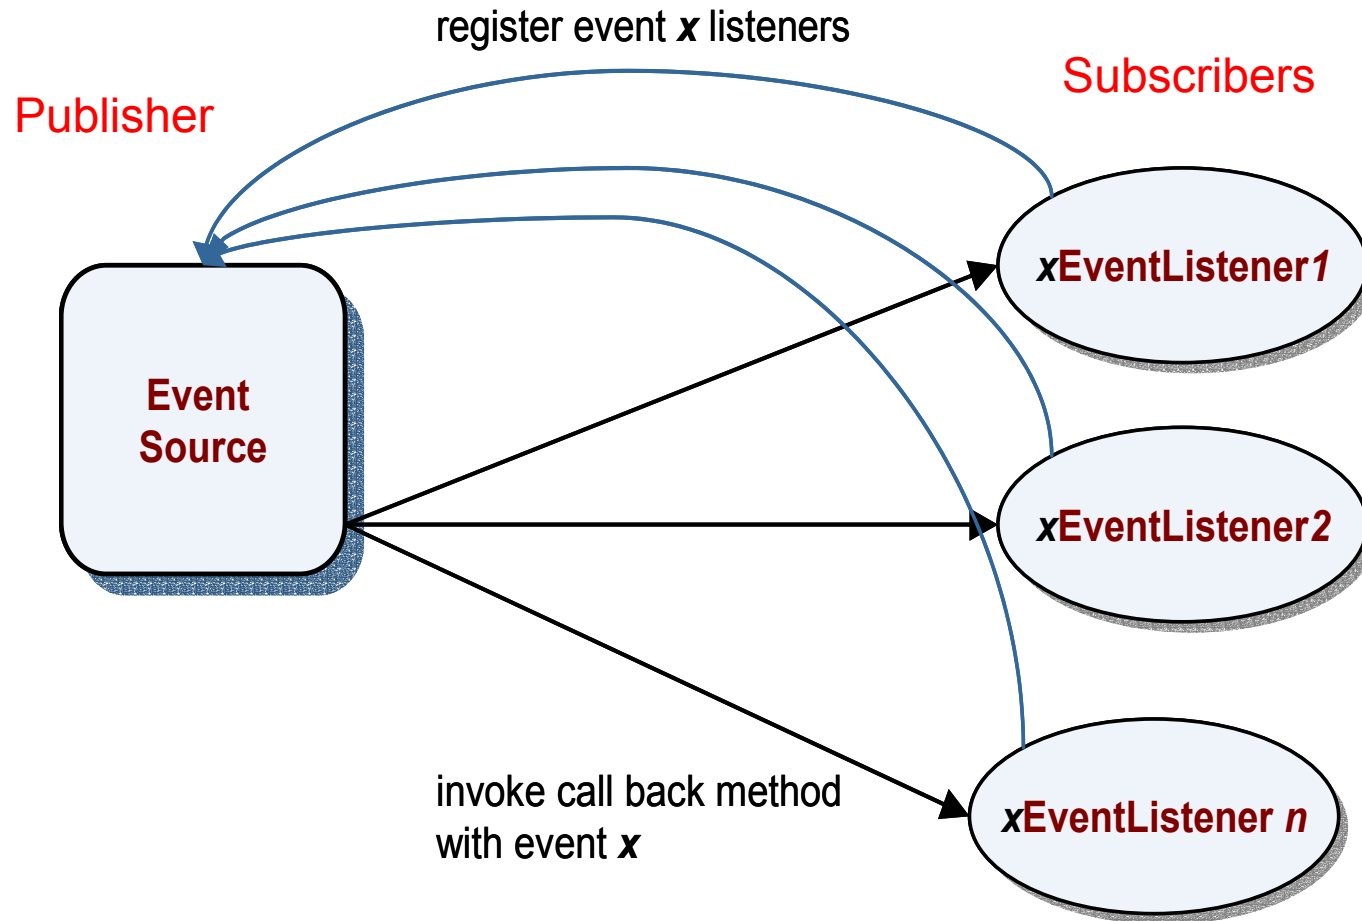 register event x listeners
Publisher
Subscribers
xEventListener1
Event
Source
xEventListener2
invoke call back method
with event x
xEventListener n